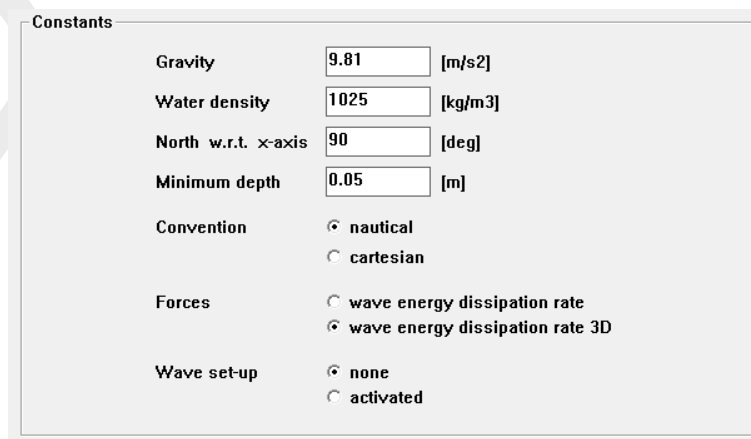 Constants
Gravity 9.81 [m/s2]
Water density 1025 [kg/m3]
North w.r.t. x-axis 90 [deg]
Minimum depth 0.05 [m]
Convention nautical
cartesian
Forces wave energy dissipation rate
wave energy dissipation rate 3D
Wave set-up none
activated